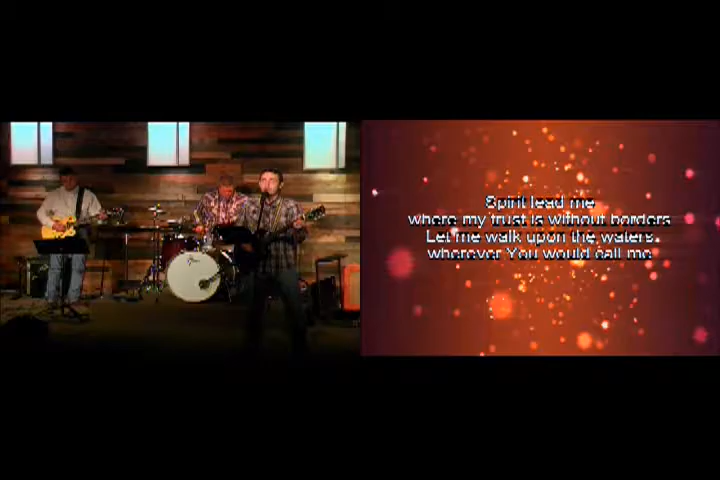 Spirit lead me
where my trust is without borders
Let me walk upon the waters
wherever You would call me